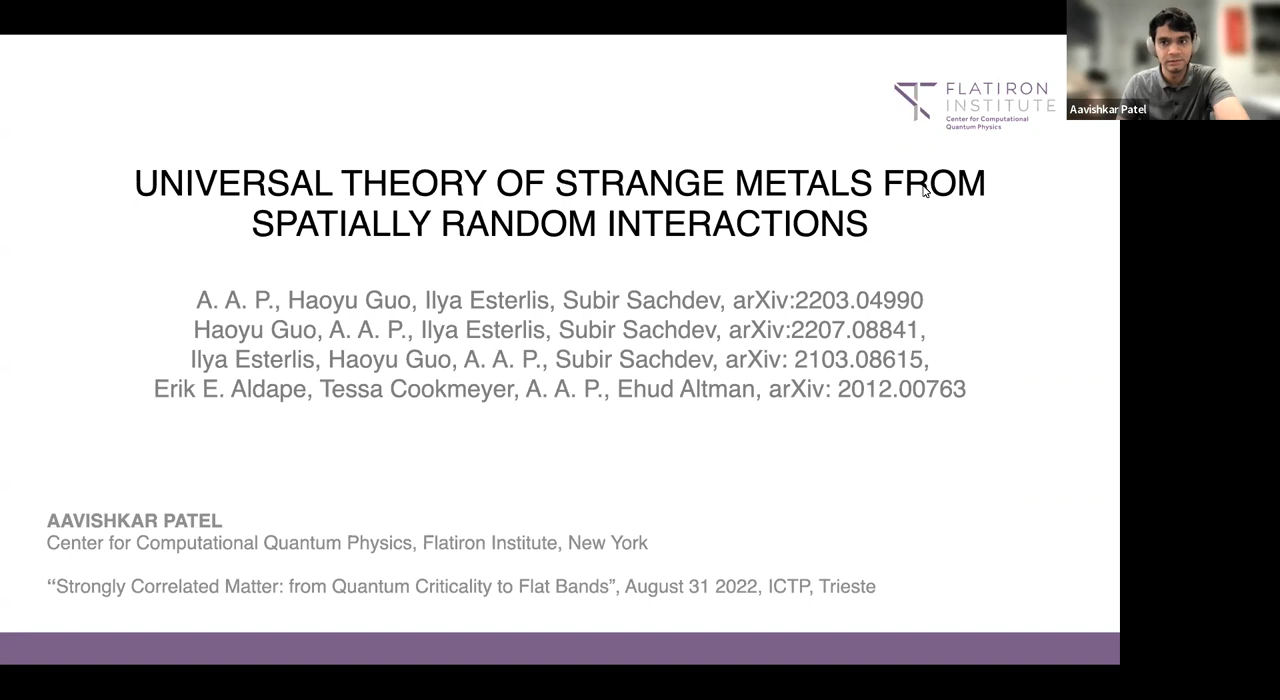 FLATIRON
INSTITUTE
Center for Computational
Quantum Physics
Aavishkar Patel
UNIVERSAL THEORY OF STRANGE METALS FROM
SPATIALLY RANDOM INTERACTIONS
A. A. P., Haoyu Guo, Ilya Esterlis, Subir Sachdev, arXiv:2203.04990
Haoyu Guo, A. A. P., Ilya Esterlis, Subir Sachdev, arXiv:2207.08841,
Ilya Esterlis, Haoyu Guo, A. A. P., Subir Sachdev, arXiv: 2103.08615,
Erik E. Aldape, Tessa Cookmeyer, A. A. P., Ehud Altman, arXiv: 2012.00763
AAVISHKAR PATEL
Center for Computational Quantum Physics, Flatiron Institute, New York
“Strongly Correlated Matter: from Quantum Criticality to Flat Bands”, August 31 2022, ICTP, Trieste